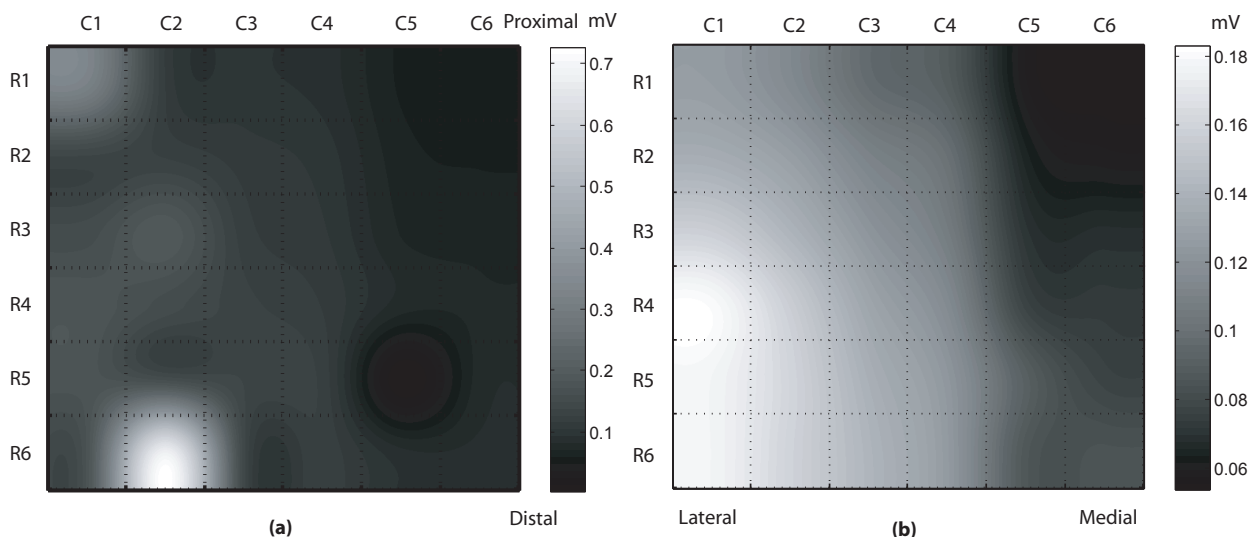 C1 C2 C3 C4 C5 C6 Proximal mV
R1
R2
R3
R4
R5
R6
0.7
0.6
0.5
0.4
0.3
0.2
0.1
Distal
(a)
C1 C2 C3 C4 C5 C6 mV
R1
R2
R3
R4
R5
R6
0.18
0.16
0.14
0.12
0.1
0.08
0.06
Lateral Medial
(b)